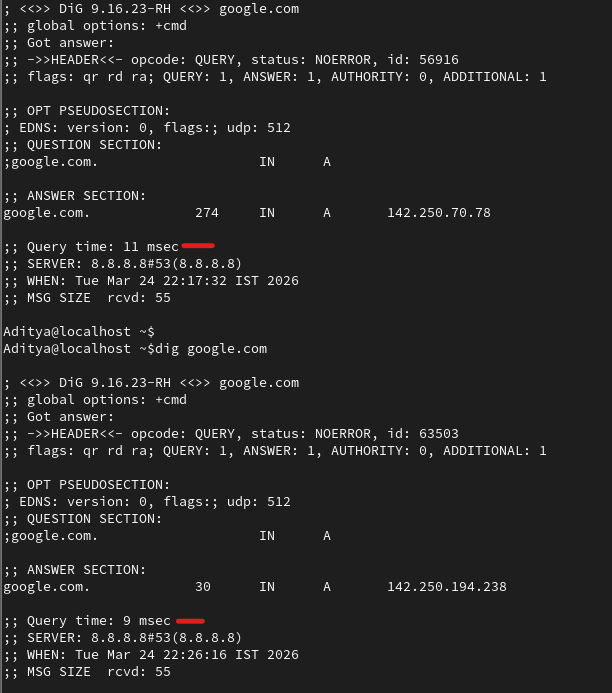 ; <<>> DiG 9.16.23-RH <<>> google.com
;; global options: +cmd
;; Got answer:
;; ->>HEADER<<- opcode: QUERY, status: NOERROR, id: 56916
;; flags: qr rd ra; QUERY: 1, ANSWER: 1, AUTHORITY: 0, ADDITIONAL: 1

;; OPT PSEUDOSECTION:
; EDNS: version: 0, flags:; udp: 512
;; QUESTION SECTION:
;google.com.			IN	A

;; ANSWER SECTION:
google.com.		274	IN	A	142.250.70.78

;; Query time: 11 msec
;; SERVER: 8.8.8.8#53(8.8.8.8)
;; WHEN: Tue Mar 24 22:17:32 IST 2026
;; MSG SIZE  rcvd: 55

Aditya@localhost ~$
Aditya@localhost ~$dig google.com

; <<>> DiG 9.16.23-RH <<>> google.com
;; global options: +cmd
;; Got answer:
;; ->>HEADER<<- opcode: QUERY, status: NOERROR, id: 63503
;; flags: qr rd ra; QUERY: 1, ANSWER: 1, AUTHORITY: 0, ADDITIONAL: 1

;; OPT PSEUDOSECTION:
; EDNS: version: 0, flags:; udp: 512
;; QUESTION SECTION:
;google.com.			IN	A

;; ANSWER SECTION:
google.com.		30	IN	A	142.250.194.238

;; Query time: 9 msec
;; SERVER: 8.8.8.8#53(8.8.8.8)
;; WHEN: Tue Mar 24 22:26:16 IST 2026
;; MSG SIZE  rcvd: 55